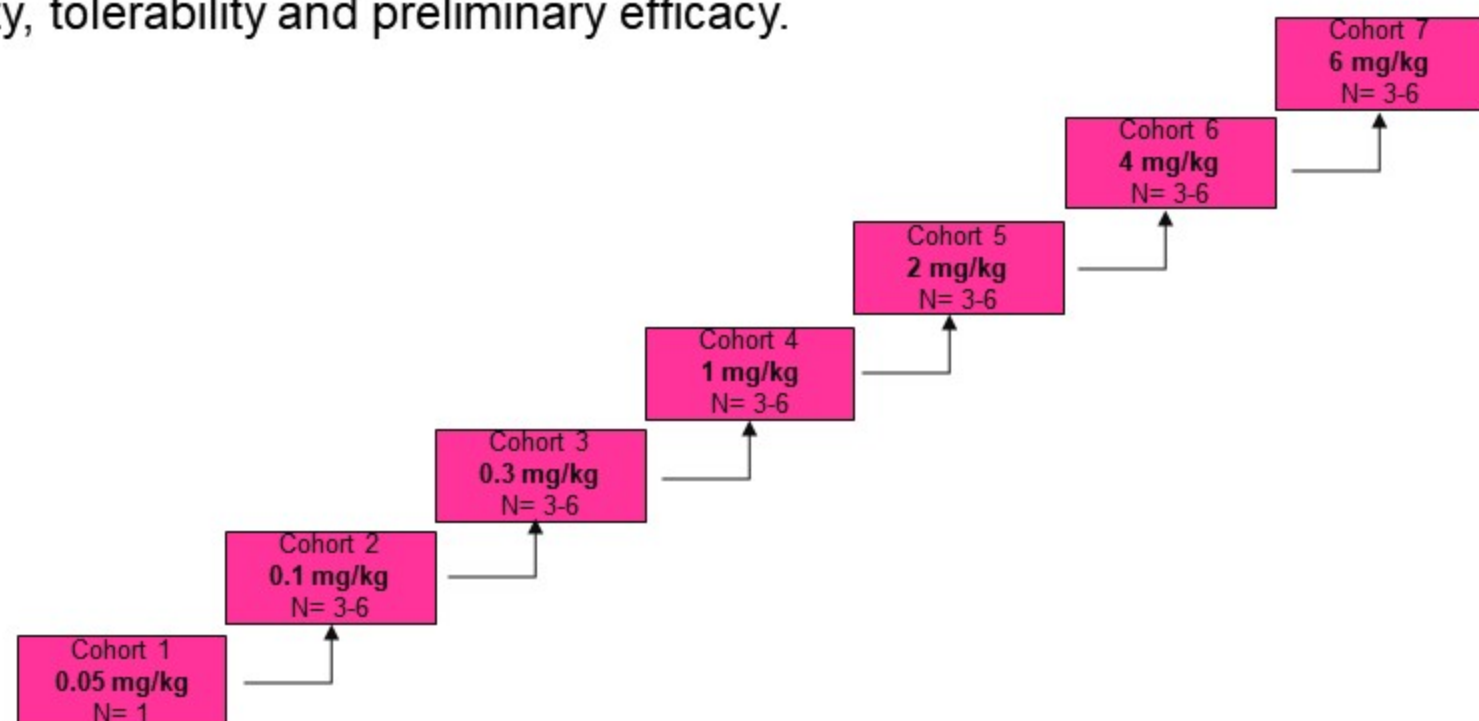 tolerability and preliminary efficacy.
Cohort 7
6 mg/kg
N= 3-6
Cohort 6
4 mg/kg
N= 3-6
Cohort 5
2 mg/kg
N= 3-6
Cohort 4
1 mg/kg
N= 3-6
Cohort 3
0.3 mg/kg
N= 3-6
Cohort 2
0.1 mg/kg
N= 3-6
Cohort 1
0.05 mg/kg
N= 1